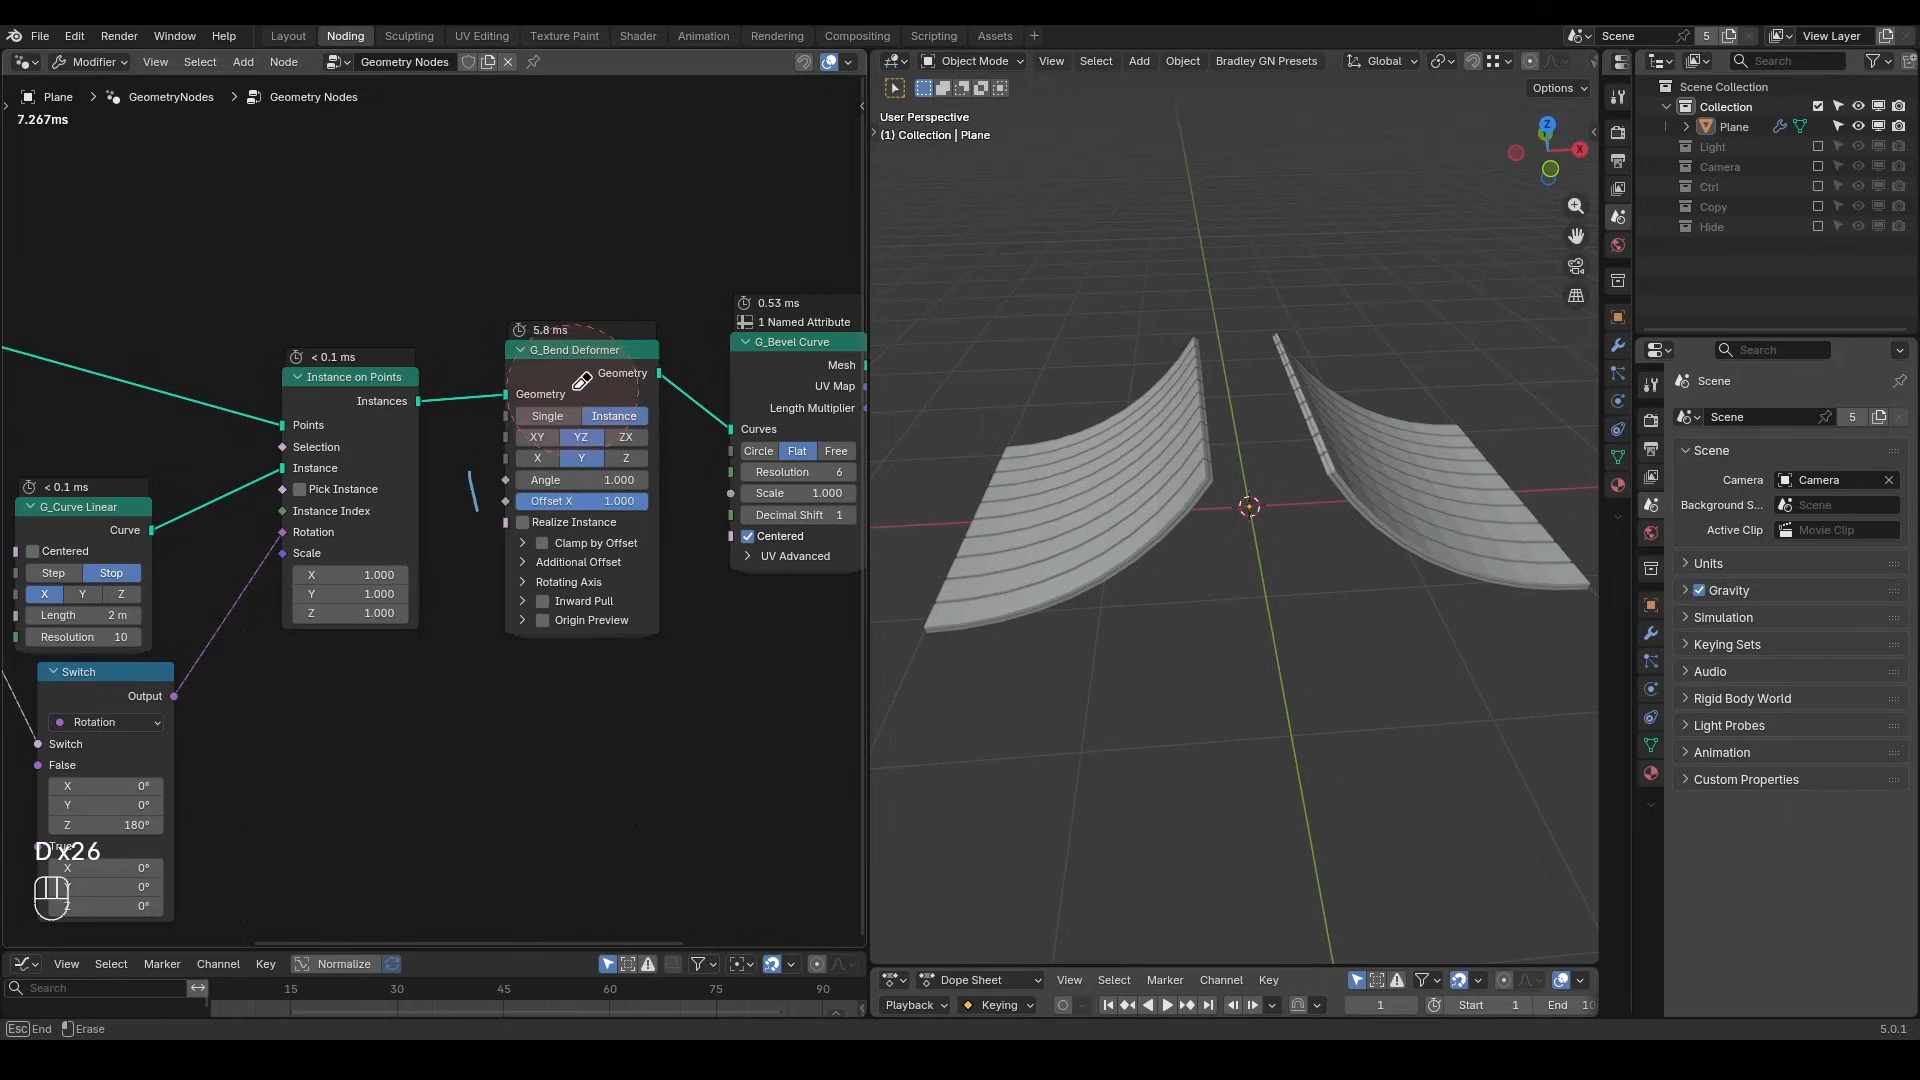 File Edit Render Window Help Layout Noding Sculpting UV Editing Texture Paint Shader Animation Rendering Compositing Scripting Assets Scene 5 View Layer
Modifier View Select Add Node Geometry Nodes
Object Mode View Select Add Object Bradley GN Presets Global
Search
Options
Plane > GeometryNodes > Geometry Nodes
7.267ms
User Perspective
(1) Collection | Plane
Z
X
Scene Collection
Collection
Plane
Light
Camera
Ctrl
Copy
Hide
0.53 ms
1 Named Attribute
G_Bevel Curve
Mesh
UV Map
Length Multiplier
Curves
Circle Flat Free
Resolution 6
Scale 1.000
Decimal Shift 1
Centered
UV Advanced
5.8 ms
G_Bend Deformer
Geometry
Geometry
Single Instance
XY YZ ZX
X Y Z
Angle 1.000
Offset X 1.000
Realize Instance
Clamp by Offset
Additional Offset
Rotating Axis
Inward Pull
Origin Preview
< 0.1 ms
Instance on Points
Instances
Points
Selection
Instance
Pick Instance
Instance Index
Rotation
Scale
X 1.000
Y 1.000
Z 1.000
< 0.1 ms
G_Curve Linear
Curve
Centered
Step Stop
X Y Z
Length 2 m
Resolution 10
Switch
Output
Rotation
Switch
False
X 0°
Y 0°
Z 180°
D x26
X 0°
0°
Z 0°
Search
Scene
Scene 5
Scene
Camera Camera
Background S... Scene
Active Clip Movie Clip
Units
Gravity
Simulation
Keying Sets
Audio
Rigid Body World
Light Probes
Animation
Custom Properties
View Select Marker Channel Key Normalize
Search 15 30 45 60 75 90
Dope Sheet View Select Marker Channel Key
Playback Keying 1 Start 1 End 10
Esc End Erase
5.0.1